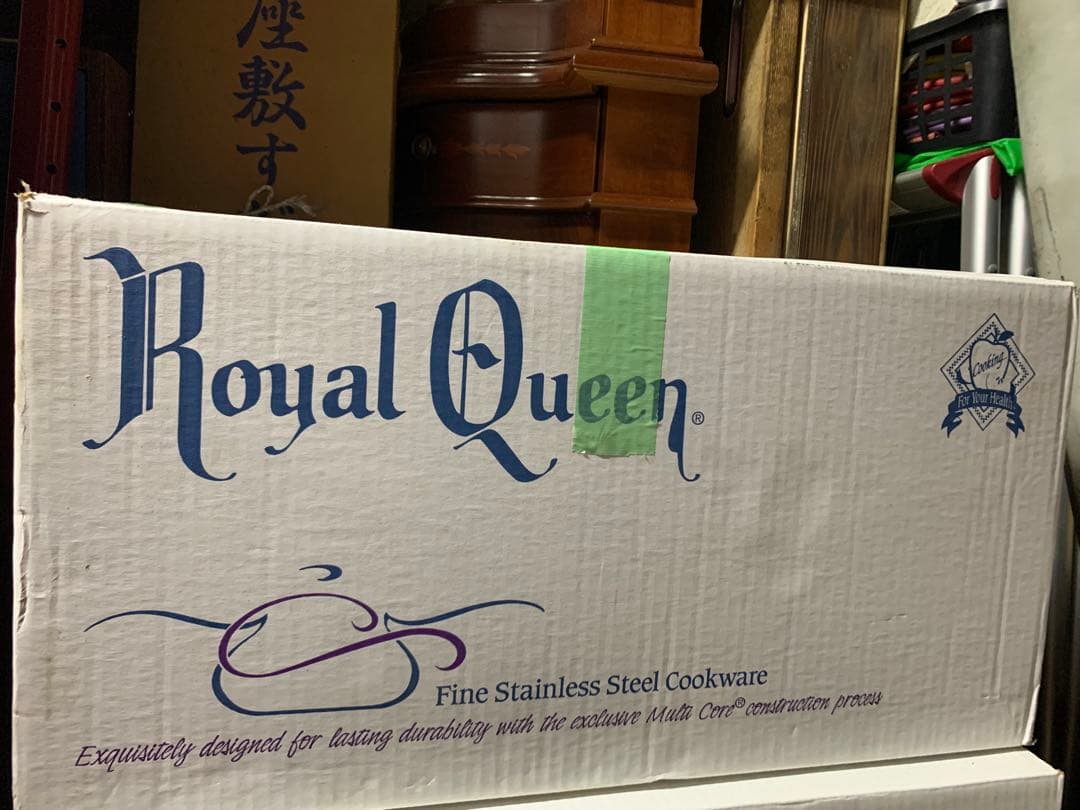 座敷す
Royal Queen®
Cooking
For Your Health
Fine Stainless Steel Cookware
Exquisitely designed for lasting durability with the exclusive Multi Core® construction process